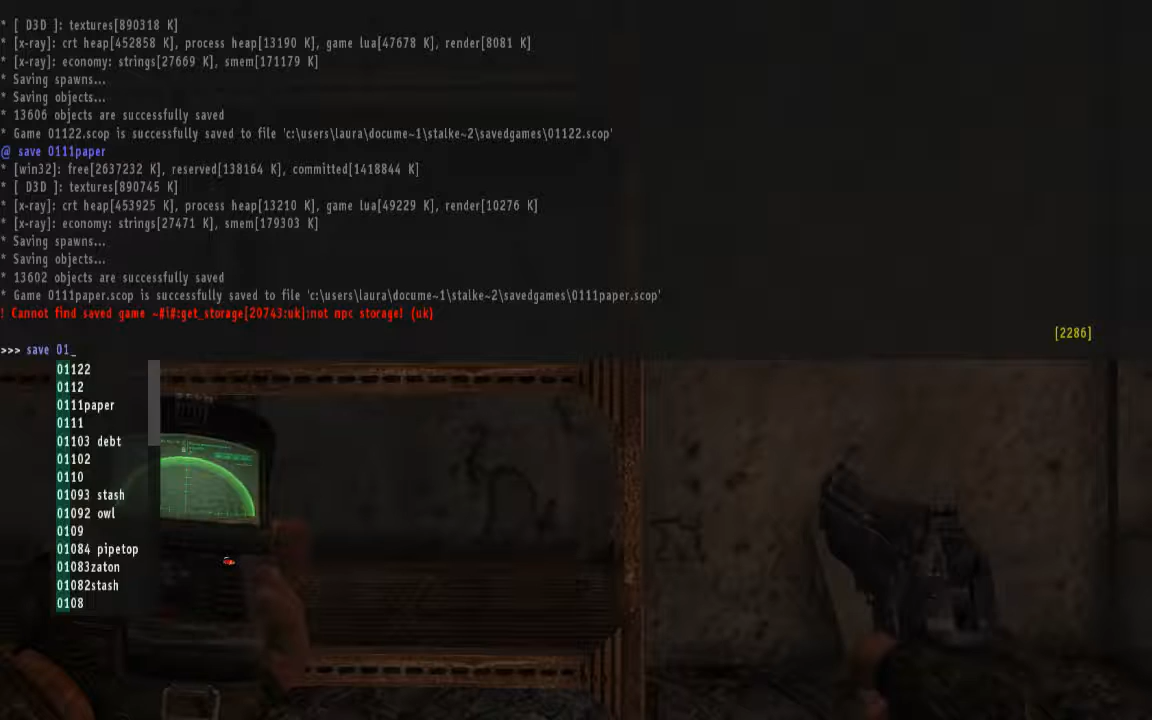 * [ D3D ]: textures[890318 K]
* [x-ray]: crt heap[452858 K], process heap[13190 K], game lua[47678 K], render[8081 K]
* [x-ray]: economy: strings[27669 K], smem[171179 K]
* Saving spawns...
* Saving objects...
* 13606 objects are successfully saved
* Game 01122.scop is successfully saved to file 'c:\users\laura\docume~1\stalke~2\savedgames\01122.scop'
@ save 0111paper
* [win32]: free[2637232 K], reserved[138164 K], committed[1418844 K]
* [ D3D ]: textures[890745 K]
* [x-ray]: crt heap[453925 K], process heap[13210 K], game lua[49229 K], render[10276 K]
* [x-ray]: economy: strings[27471 K], smem[179303 K]
* Saving spawns...
* Saving objects...
* 13602 objects are successfully saved
* Game 0111paper.scop is successfully saved to file 'c:\users\laura\docume~1\stalke~2\savedgames\0111paper.scop'
! Cannot find saved game ~#i#:get_storage[20743:uk]:not npc storage! (uk)
[2286]
>>> save 01_
01122
0112
0111paper
0111
01103 debt
01102
0110
01093 stash
01092 owl
0109
01084 pipetop
01083zaton
01082stash
0108